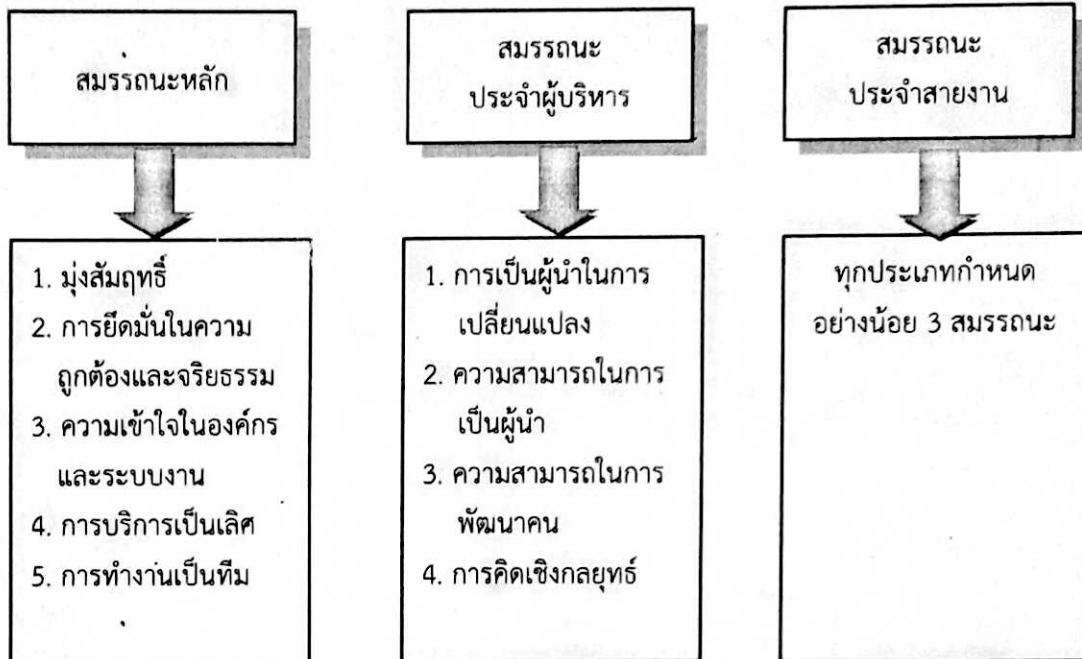 สมรรถนะหลัก
สมรรถนะ
ประจำผู้บริหาร
สมรรถนะ
ประจำสายงาน
1. มุ่งสัมฤทธิ์
2. การยึดมั่นในความ
ถูกต้องและจริยธรรม
3. ความเข้าใจในองค์กร
และระบบงาน
4. การบริการเป็นเลิศ
5. การทำงานเป็นทีม
1. การเป็นผู้นำในการ
เปลี่ยนแปลง
2. ความสามารถในการ
เป็นผู้นำ
3. ความสามารถในการ
พัฒนาคน
4. การคิดเชิงกลยุทธ์
ทุกประเภทกำหนด
อย่างน้อย 3 สมรรถนะ